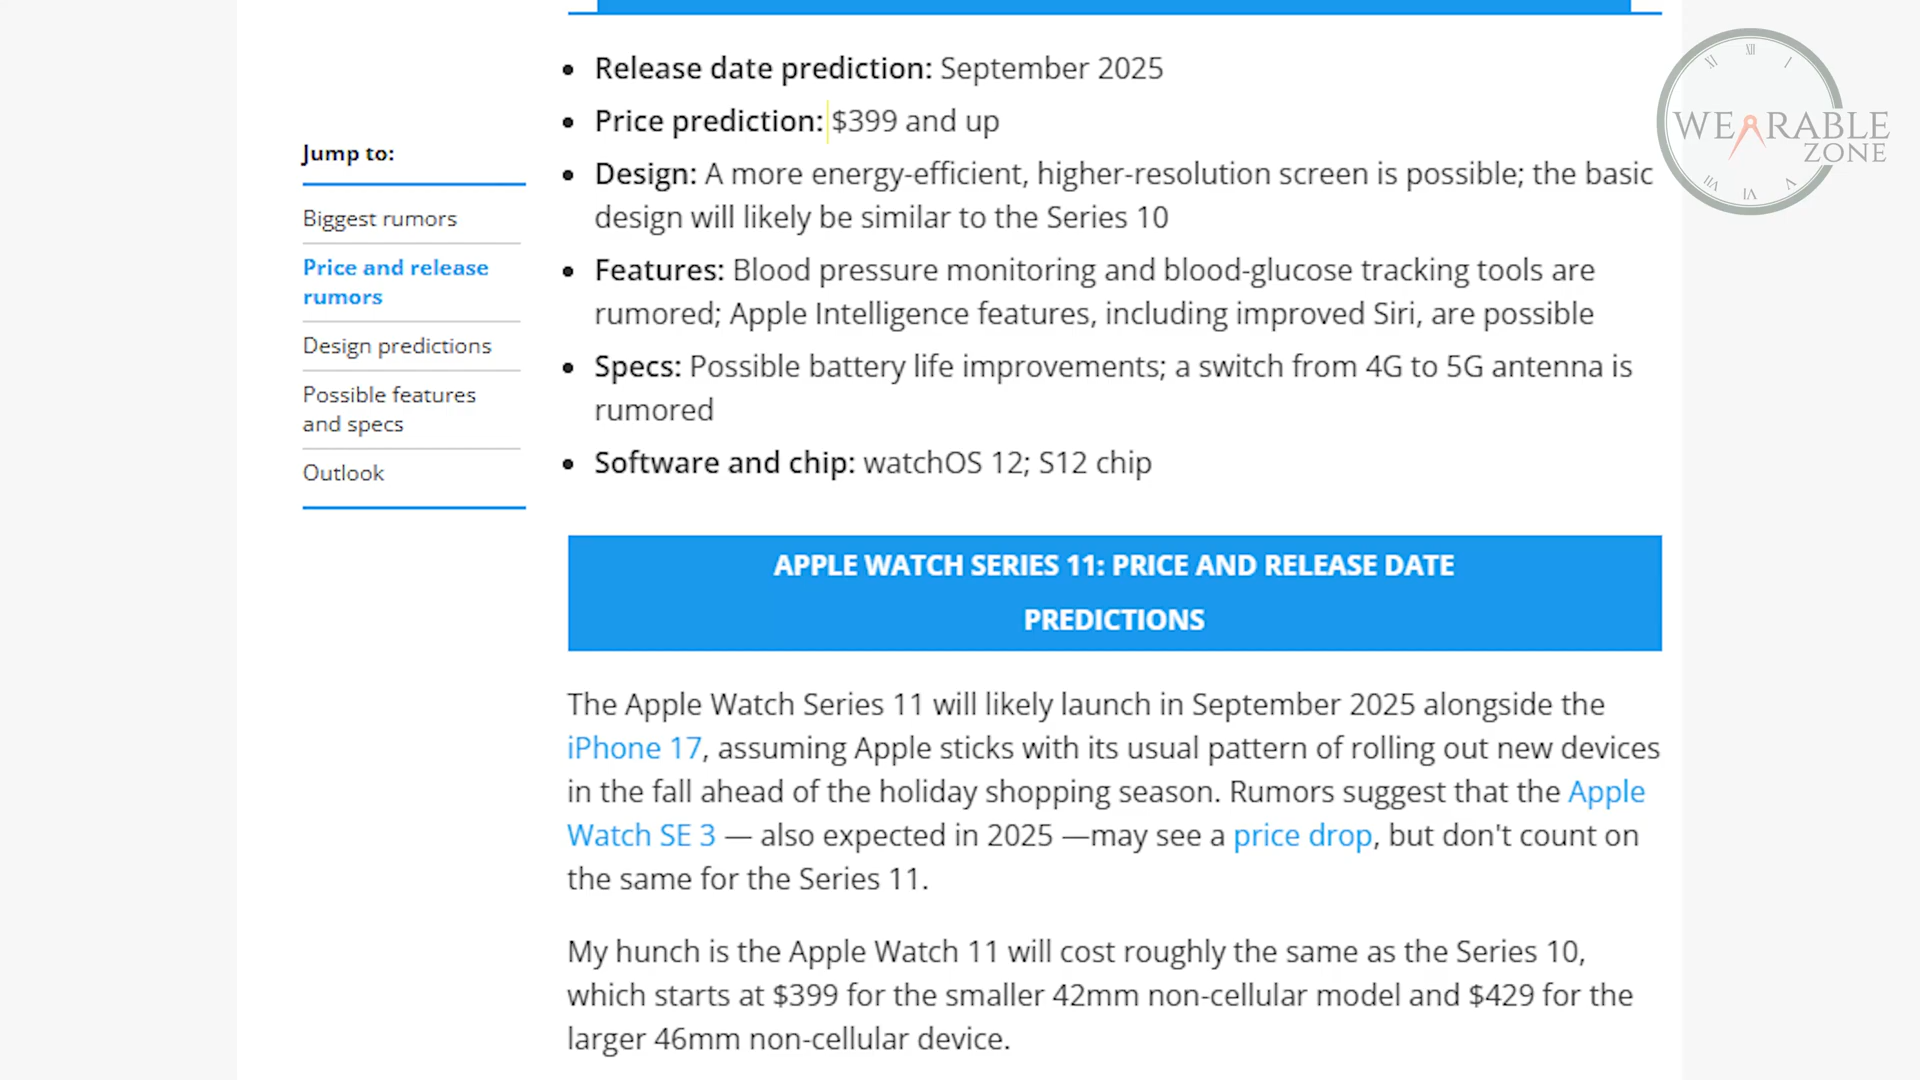 Release date prediction: September 2025
Price prediction: $399 and up
Design: A more energy-efficient, higher-resolution screen is possible; the basic
design will likely be similar to the Series 10
Features: Blood pressure monitoring and blood-glucose tracking tools are
rumored; Apple Intelligence features, including improved Siri, are possible
Specs: Possible battery life improvements; a switch from 4G to 5G antenna is
rumored
Software and chip: watchOS 12; S12 chip
Jump to:
Biggest rumors
Price and release
rumors
Design predictions
Possible features
and specs
Outlook
APPLE WATCH SERIES 11: PRICE AND RELEASE DATE
PREDICTIONS
The Apple Watch Series 11 will likely launch in September 2025 alongside the
iPhone 17, assuming Apple sticks with its usual pattern of rolling out new devices
in the fall ahead of the holiday shopping season. Rumors suggest that the Apple
Watch SE 3 — also expected in 2025 —may see a price drop, but don't count on
the same for the Series 11.
My hunch is the Apple Watch 11 will cost roughly the same as the Series 10,
which starts at $399 for the smaller 42mm non-cellular model and $429 for the
larger 46mm non-cellular device.
XI XII I
WEARABLE
ZONE
VII VI V